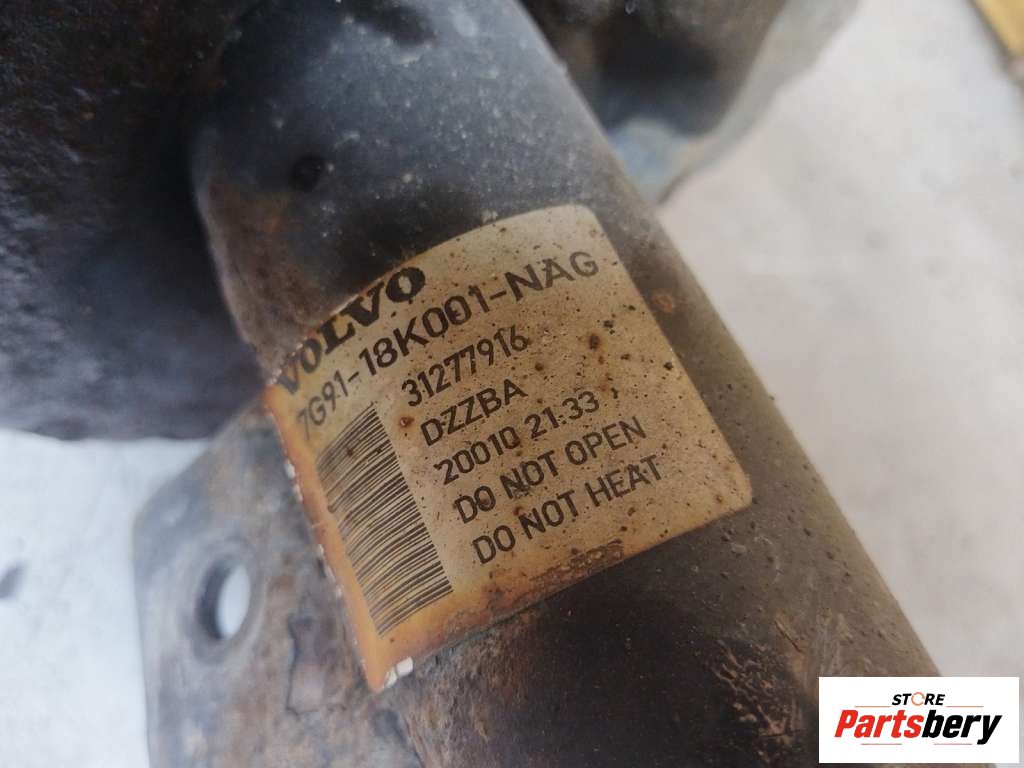 VOLVO
7G91-18K001-NAG
31277916
DZZBA
20010 21:33
DO NOT OPEN
DO NOT HEAT
STORE
Partsbery